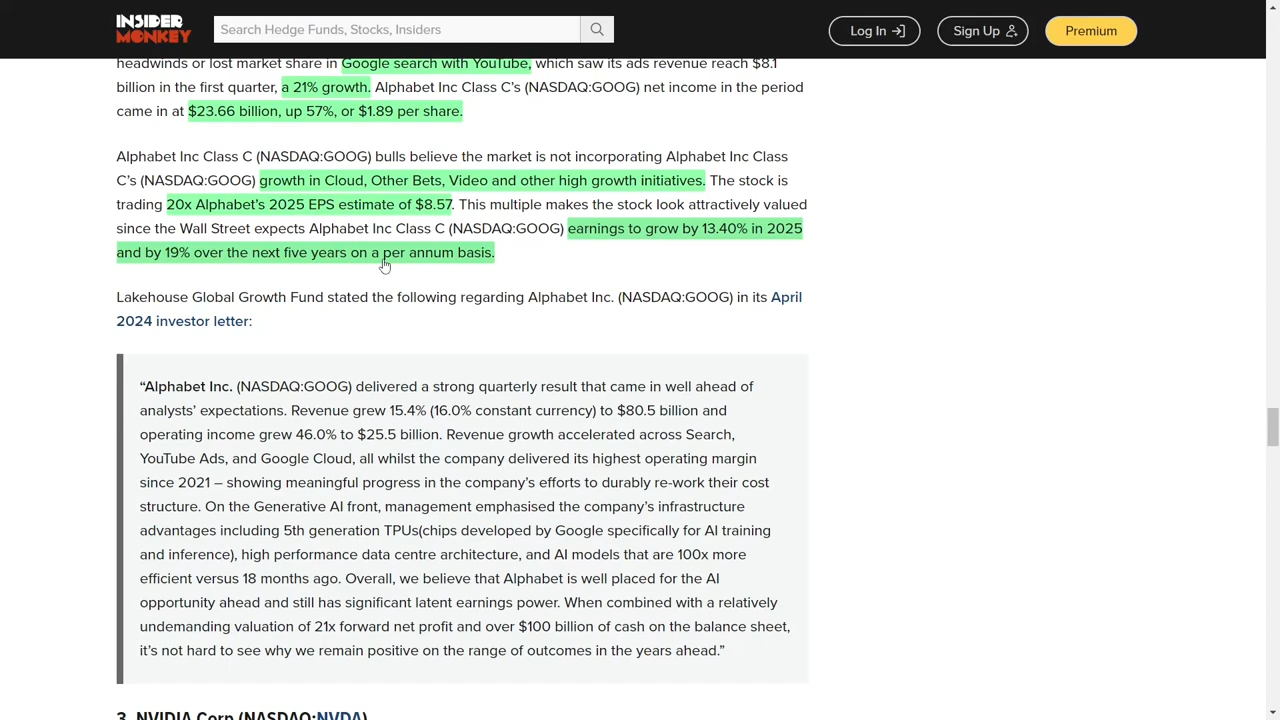 INSIDER
MONKEY
Search Hedge Funds, Stocks, Insiders
Log In
Sign Up
Premium
headwinds or lost market share in Google search with YouTube, which saw its ads revenue reach $8.1
billion in the first quarter, a 21% growth. Alphabet Inc Class C’s (NASDAQ:GOOG) net income in the period
came in at $23.66 billion, up 57%, or $1.89 per share.
Alphabet Inc Class C (NASDAQ:GOOG) bulls believe the market is not incorporating Alphabet Inc Class
C’s (NASDAQ:GOOG) growth in Cloud, Other Bets, Video and other high growth initiatives. The stock is
trading 20x Alphabet’s 2025 EPS estimate of $8.57. This multiple makes the stock look attractively valued
since the Wall Street expects Alphabet Inc Class C (NASDAQ:GOOG) earnings to grow by 13.40% in 2025
and by 19% over the next five years on a per annum basis.
Lakehouse Global Growth Fund stated the following regarding Alphabet Inc. (NASDAQ:GOOG) in its April
2024 investor letter:
“Alphabet Inc. (NASDAQ:GOOG) delivered a strong quarterly result that came in well ahead of
analysts’ expectations. Revenue grew 15.4% (16.0% constant currency) to $80.5 billion and
operating income grew 46.0% to $25.5 billion. Revenue growth accelerated across Search,
YouTube Ads, and Google Cloud, all whilst the company delivered its highest operating margin
since 2021 – showing meaningful progress in the company’s efforts to durably re-work their cost
structure. On the Generative AI front, management emphasised the company’s infrastructure
advantages including 5th generation TPUs(chips developed by Google specifically for AI training
and inference), high performance data centre architecture, and AI models that are 100x more
efficient versus 18 months ago. Overall, we believe that Alphabet is well placed for the AI
opportunity ahead and still has significant latent earnings power. When combined with a relatively
undemanding valuation of 21x forward net profit and over $100 billion of cash on the balance sheet,
it’s not hard to see why we remain positive on the range of outcomes in the years ahead.”
3. NVIDIA Corp (NASDAQ:NVDA)